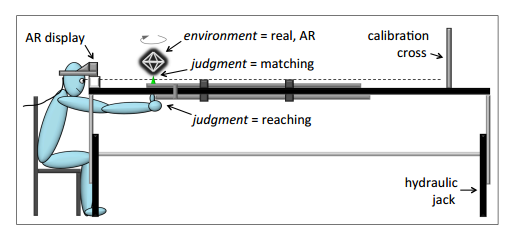 AR display
environment = real, AR
judgment = matching
calibration
cross
judgment = reaching
hydraulic
jack